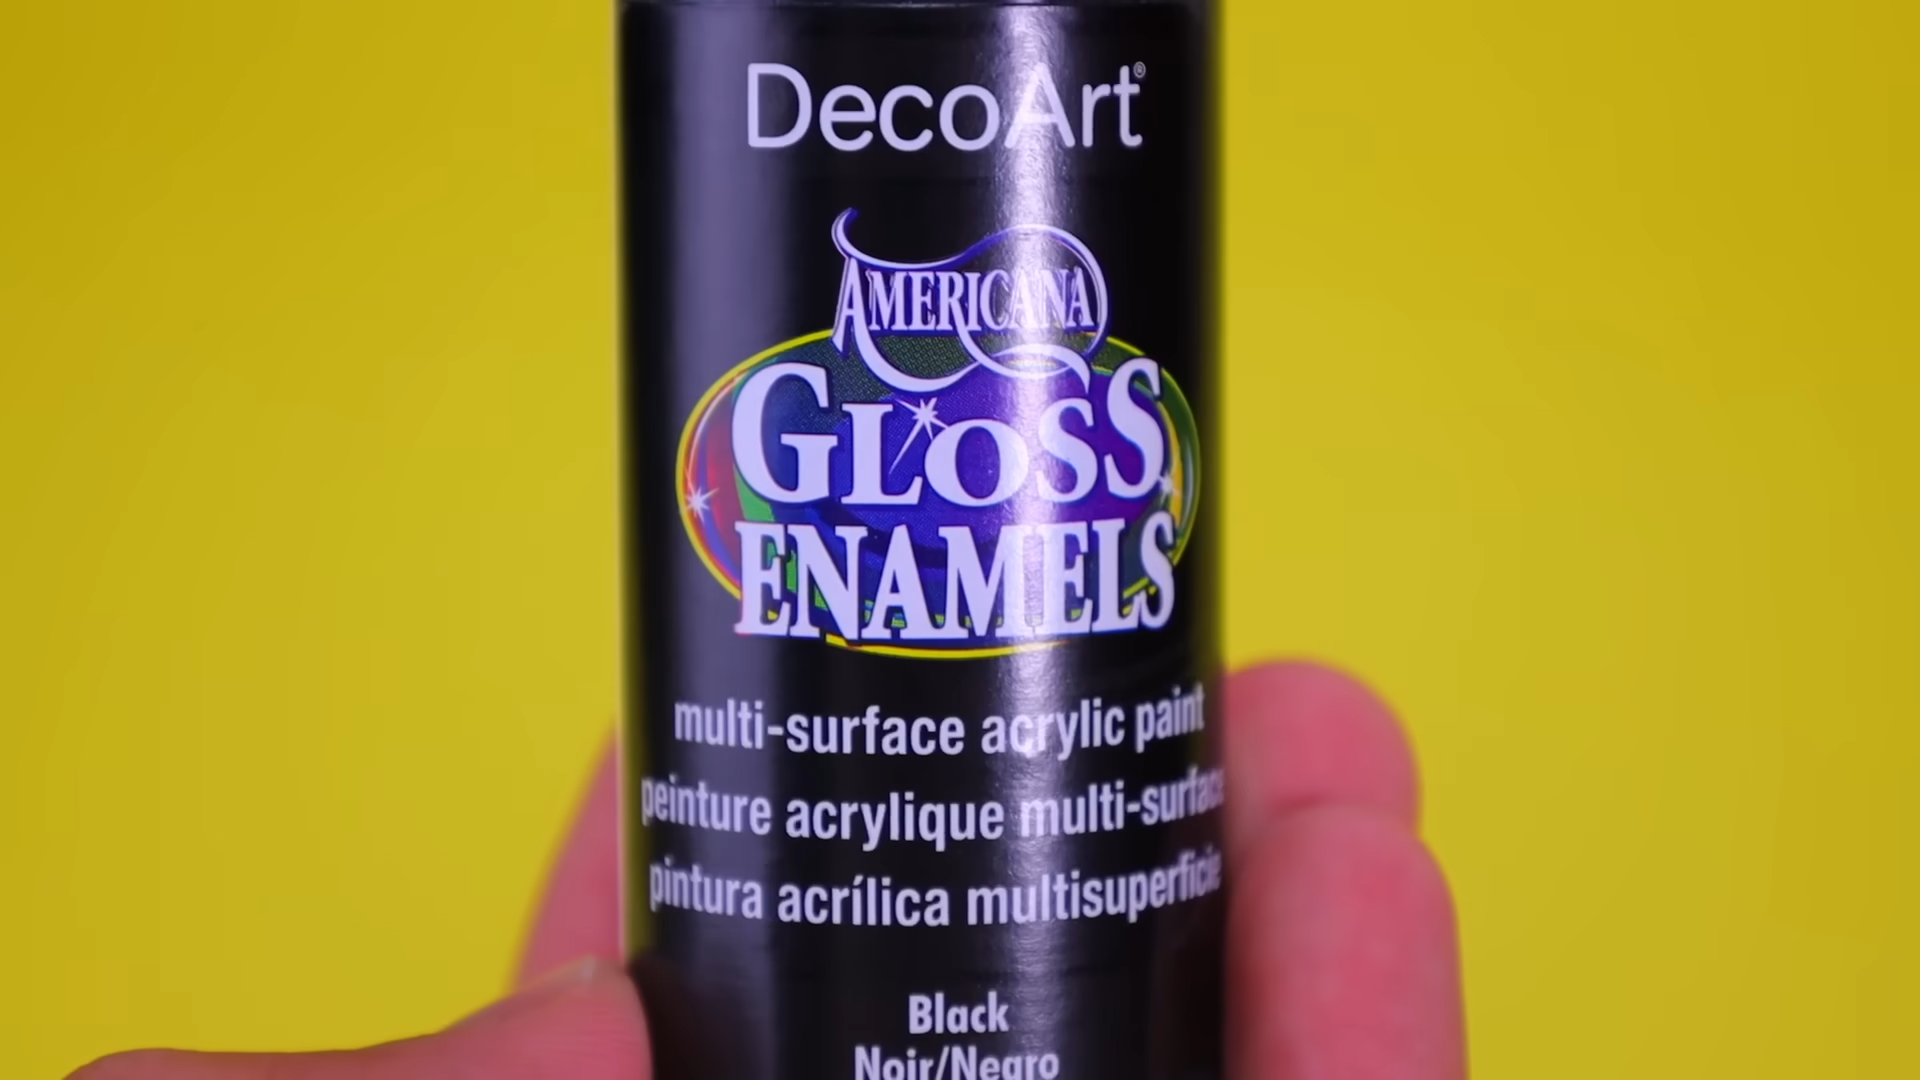 DecoArt®
AMERICANA
GLOSS
ENAMELS
multi-surface acrylic paint
peinture acrylique multi-surface
pintura acrílica multisuperficie
Black
Noir/Negro